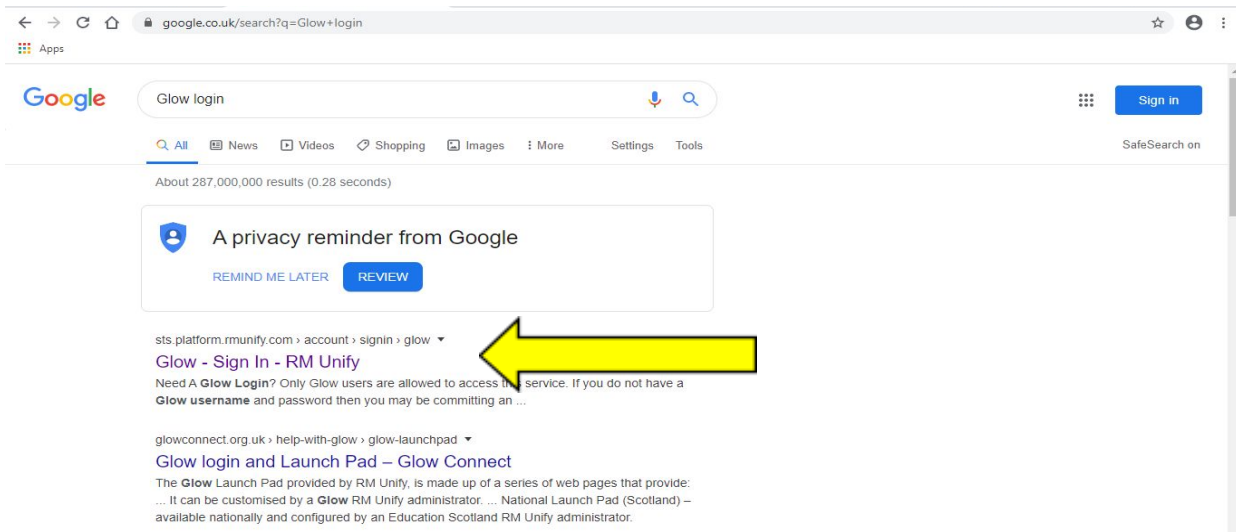 google.co.uk/search?q=Glow+login
Apps
Google
Glow login
Sign in
All News Videos Shopping Images More Settings Tools
SafeSearch on
About 287,000,000 results (0.28 seconds)
A privacy reminder from Google
REMIND ME LATER REVIEW
sts.platform.rmunify.com › account › signin › glow
Glow - Sign In - RM Unify
Need A Glow Login? Only Glow users are allowed to access this service. If you do not have a
Glow username and password then you may be committing an ...
glowconnect.org.uk › help-with-glow › glow-launchpad
Glow login and Launch Pad – Glow Connect
The Glow Launch Pad provided by RM Unify, is made up of a series of web pages that provide:
... It can be customised by a Glow RM Unify administrator. ... National Launch Pad (Scotland) –
available nationally and configured by an Education Scotland RM Unify administrator.